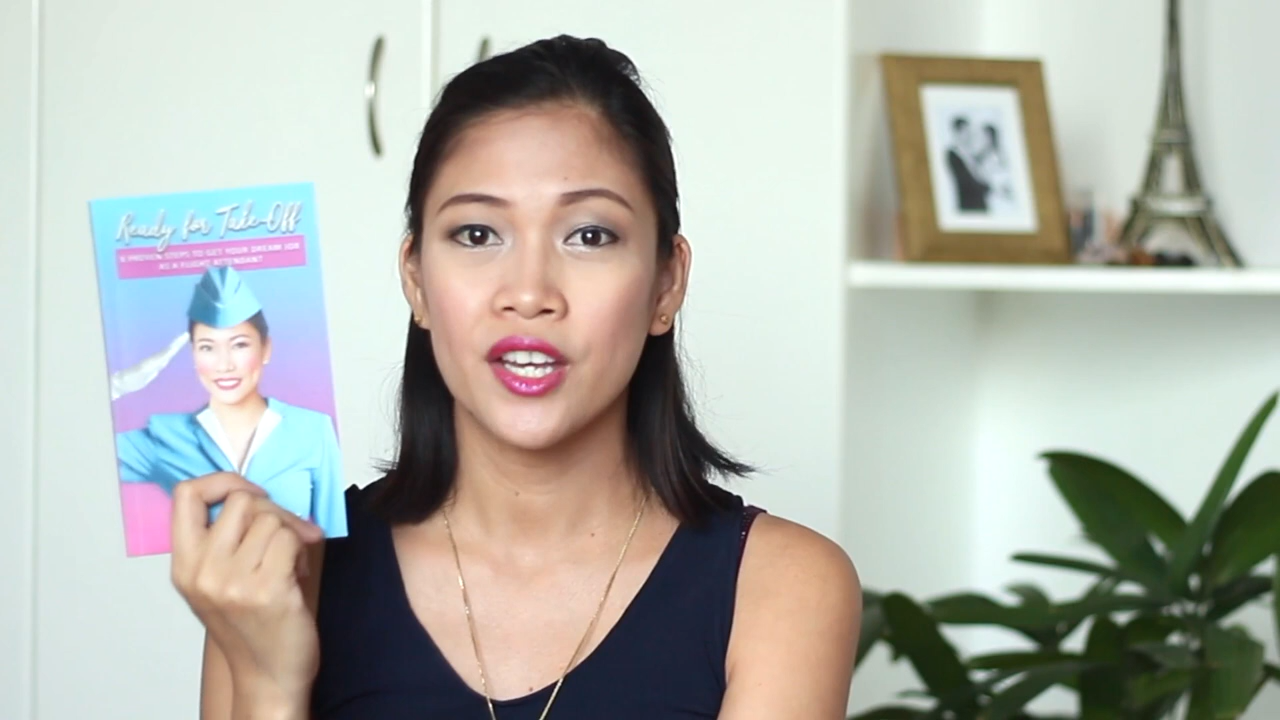 Ready for Take-Off
8 PROVEN STEPS TO GET YOUR DREAM JOB
AS A FLIGHT ATTENDANT